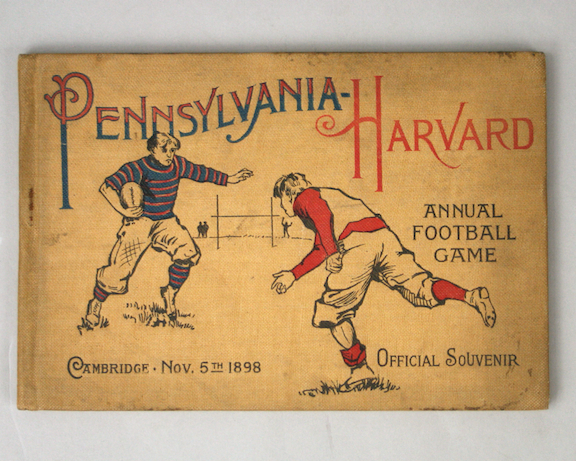 PENNSYLVANIA-
HARVARD
ANNUAL
FOOTBALL
GAME
CAMBRIDGE · NOV. 5TH 1898
OFFICIAL SOUVENIR